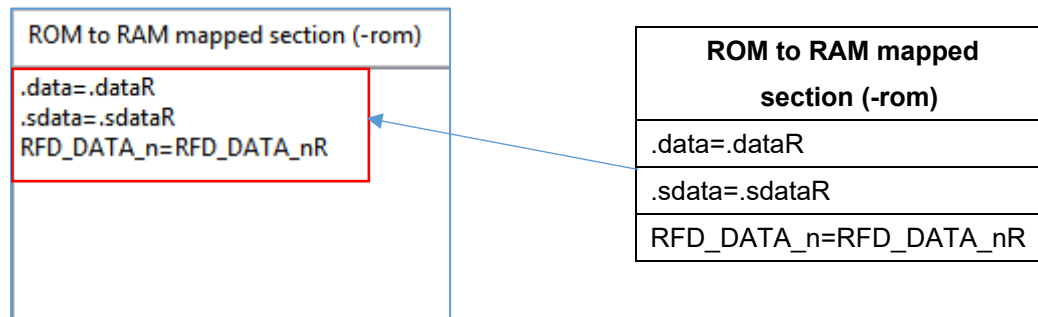 ROM to RAM mapped section (-rom)
.data=.dataR
.sdata=.sdataR
RFD_DATA_n=RFD_DATA_nR
ROM to RAM mapped
section (-rom)
.data=.dataR
.sdata=.sdataR
RFD_DATA_n=RFD_DATA_nR